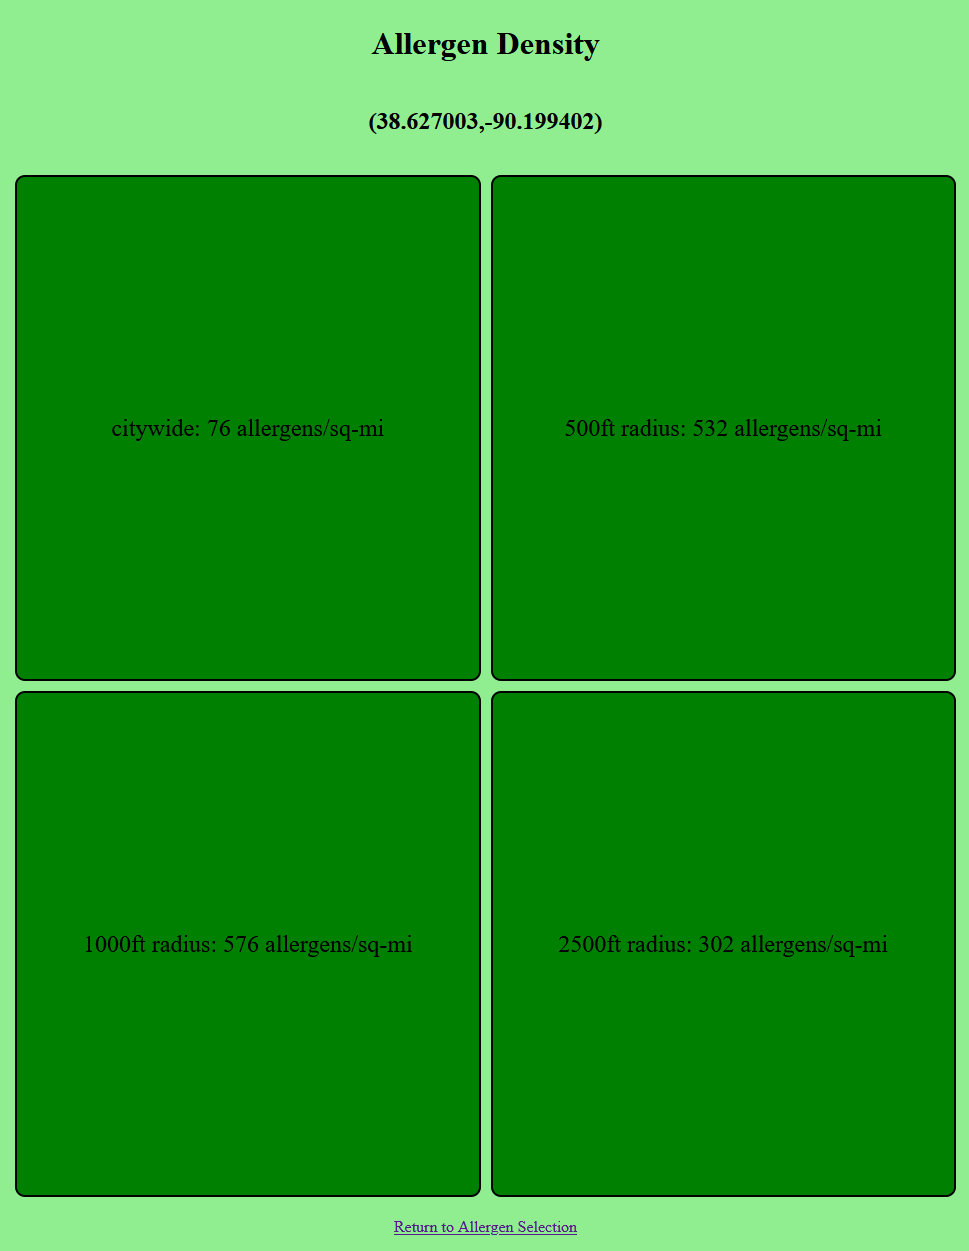 Allergen Density
(38.627003,-90.199402)
citywide: 76 allergens/sq-mi
500ft radius: 532 allergens/sq-mi
1000ft radius: 576 allergens/sq-mi
2500ft radius: 302 allergens/sq-mi
Return to Allergen Selection